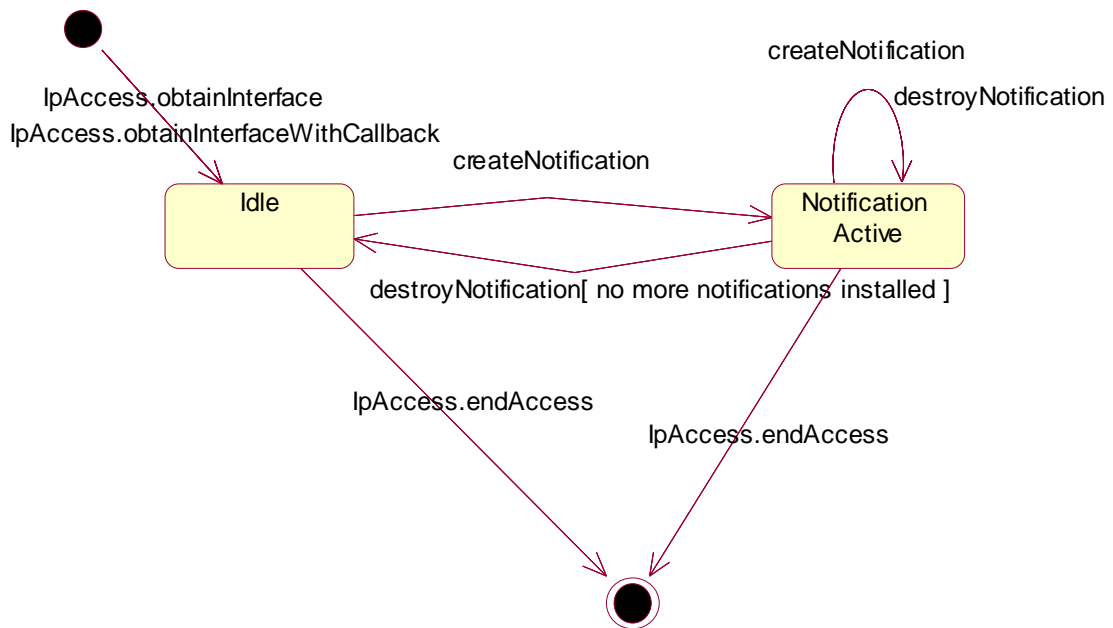 createNotification
destroyNotification
IpAccess.obtainInterface
IpAccess.obtainInterfaceWithCallback
createNotification
Idle
Notification
Active
destroyNotification[ no more notifications installed ]
IpAccess.endAccess
IpAccess.endAccess